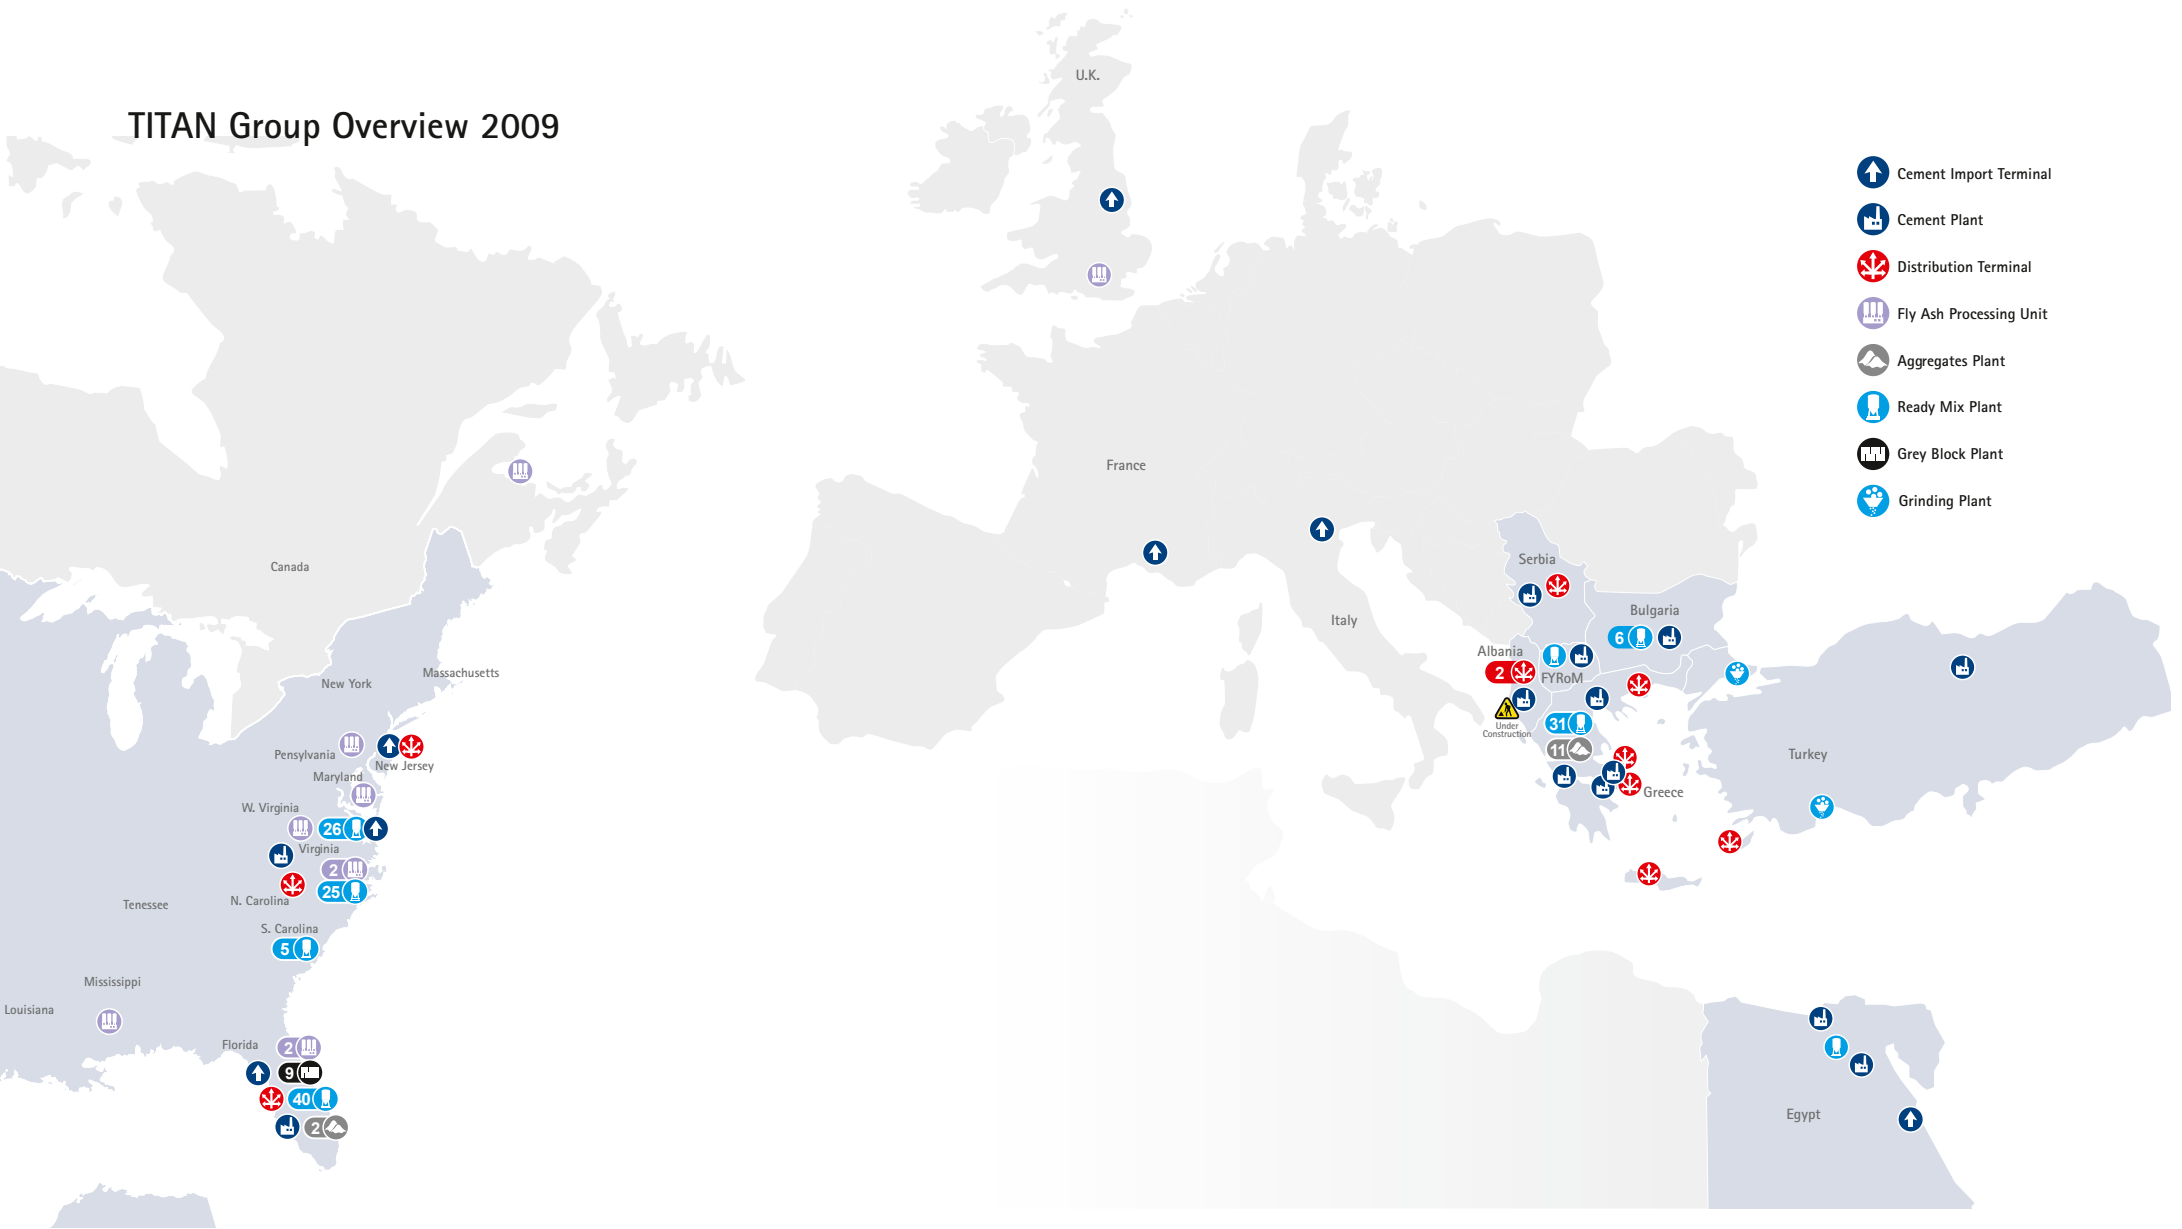 TITAN Group Overview 2009
U.K.
Cement Import Terminal
Cement Plant
Distribution Terminal
Fly Ash Processing Unit
Aggregates Plant
Ready Mix Plant
Grey Block Plant
Grinding Plant
Canada
New York
Massachusetts
Pensylvania
New Jersey
Maryland
W. Virginia
26
Virginia
2
25
N. Carolina
Tenessee
S. Carolina
5
Mississippi
Louisiana
Florida
2
9
40
2
France
Italy
Serbia
Bulgaria
6
Albania
2
FYRoM
Under
Construction
31
11
Greece
Turkey
Egypt